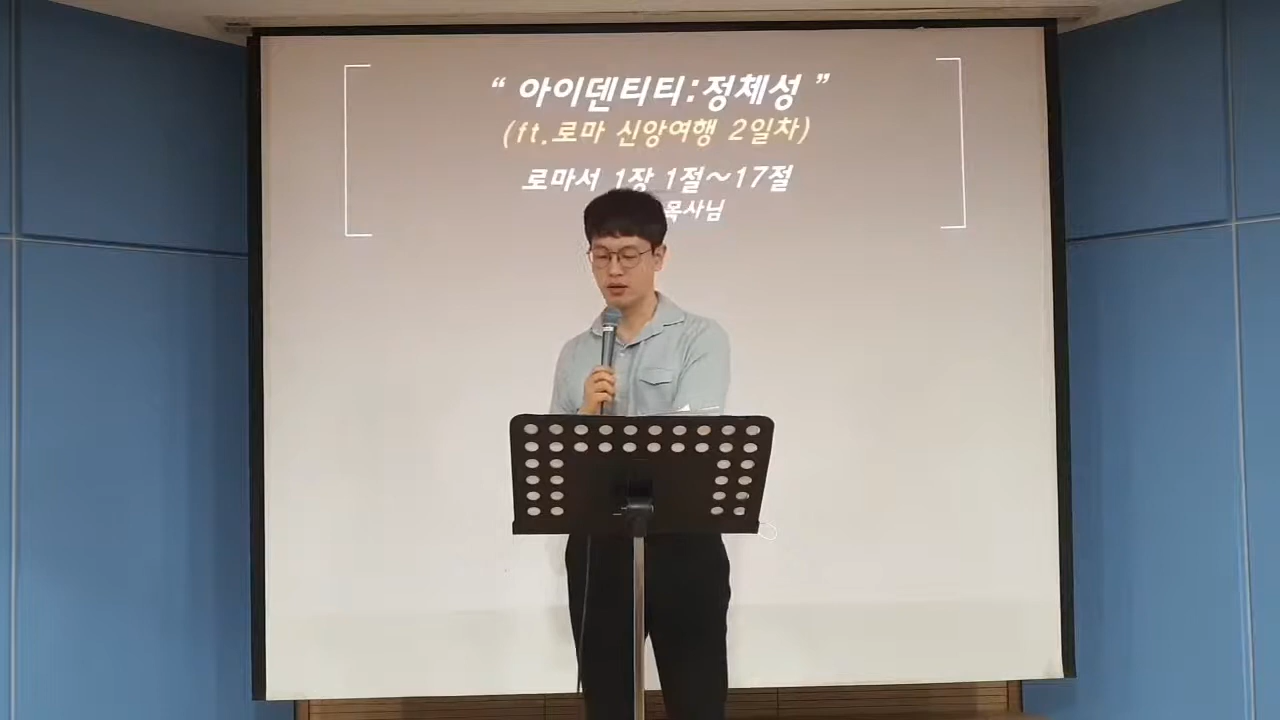 “ 아이덴티티:정체성 ”
(ft.로마 신앙여행 2일차)
로마서 1장 1절~17절
목사님